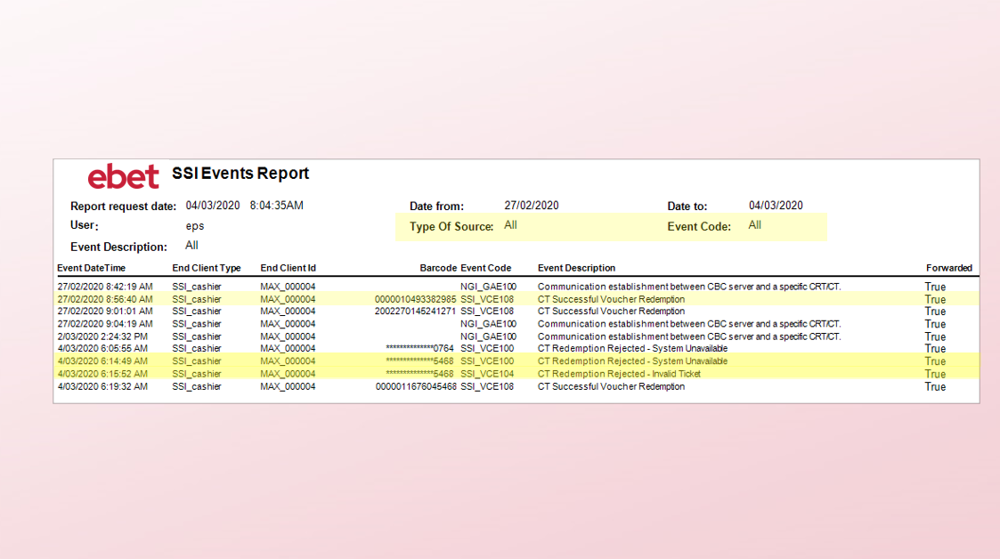 ebet SSI Events Report
Report request date: 04/03/2020 8:04:35AM Date from: 27/02/2020 Date to: 04/03/2020
User: eps Type Of Source: All Event Code: All
Event Description: All
Event DateTime End Client Type End Client Id Barcode Event Code Event Description Forwarded
27/02/2020 8:42:19 AM SSI_cashier MAX_000004 NGI_GAE100 Communication establishment between CBC server and a specific CRT/CT. True
27/02/2020 8:56:40 AM SSI_cashier MAX_000004 0000010493382985 SSI_VCE108 CT Successful Voucher Redemption True
27/02/2020 9:01:01 AM SSI_cashier MAX_000004 2002270145241271 SSI_VCE108 CT Successful Voucher Redemption True
27/02/2020 9:04:19 AM SSI_cashier MAX_000004 NGI_GAE100 Communication establishment between CBC server and a specific CRT/CT. True
2/03/2020 2:24:32 PM SSI_cashier MAX_000004 NGI_GAE100 Communication establishment between CBC server and a specific CRT/CT. True
4/03/2020 6:05:55 AM SSI_cashier MAX_000004 **************0764 SSI_VCE100 CT Redemption Rejected - System Unavailable True
4/03/2020 6:14:49 AM SSI_cashier MAX_000004 **************5468 SSI_VCE100 CT Redemption Rejected - System Unavailable True
4/03/2020 6:15:52 AM SSI_cashier MAX_000004 **************5468 SSI_VCE104 CT Redemption Rejected - Invalid Ticket True
4/03/2020 6:19:32 AM SSI_cashier MAX_000004 0000011676045468 SSI_VCE108 CT Successful Voucher Redemption True